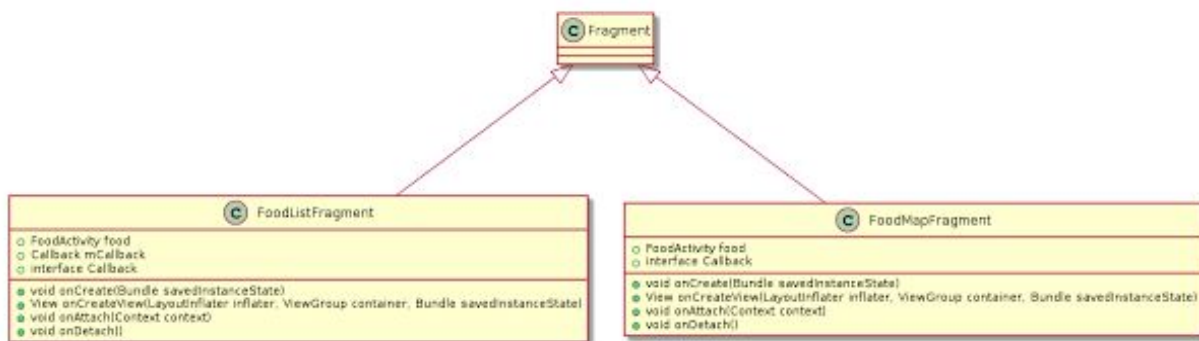 C Fragment
C FoodListFragment
FoodActivity food
Callback mCallback
interface Callback
void onCreate(Bundle savedInstanceState)
View onCreateView(LayoutInflater inflater, ViewGroup container, Bundle savedInstanceState)
void onAttach(Context context)
void onDetach()
C FoodMapFragment
FoodActivity food
interface Callback
void onCreate(Bundle savedInstanceState)
View onCreateView(LayoutInflater inflater, ViewGroup container, Bundle savedInstanceState)
void onAttach(Context context)
void onDetach()